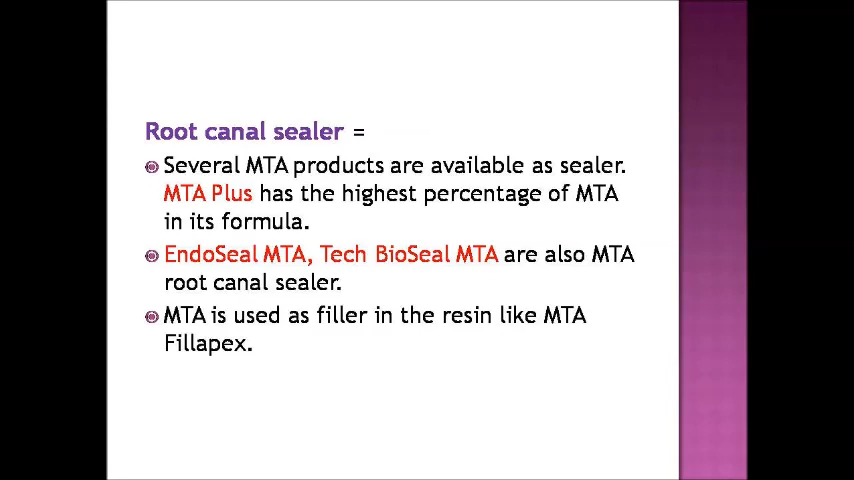 Root canal sealer =
Several MTA products are available as sealer.
MTA Plus has the highest percentage of MTA
in its formula.
EndoSeal MTA, Tech BioSeal MTA are also MTA
root canal sealer.
MTA is used as filler in the resin like MTA
Fillapex.